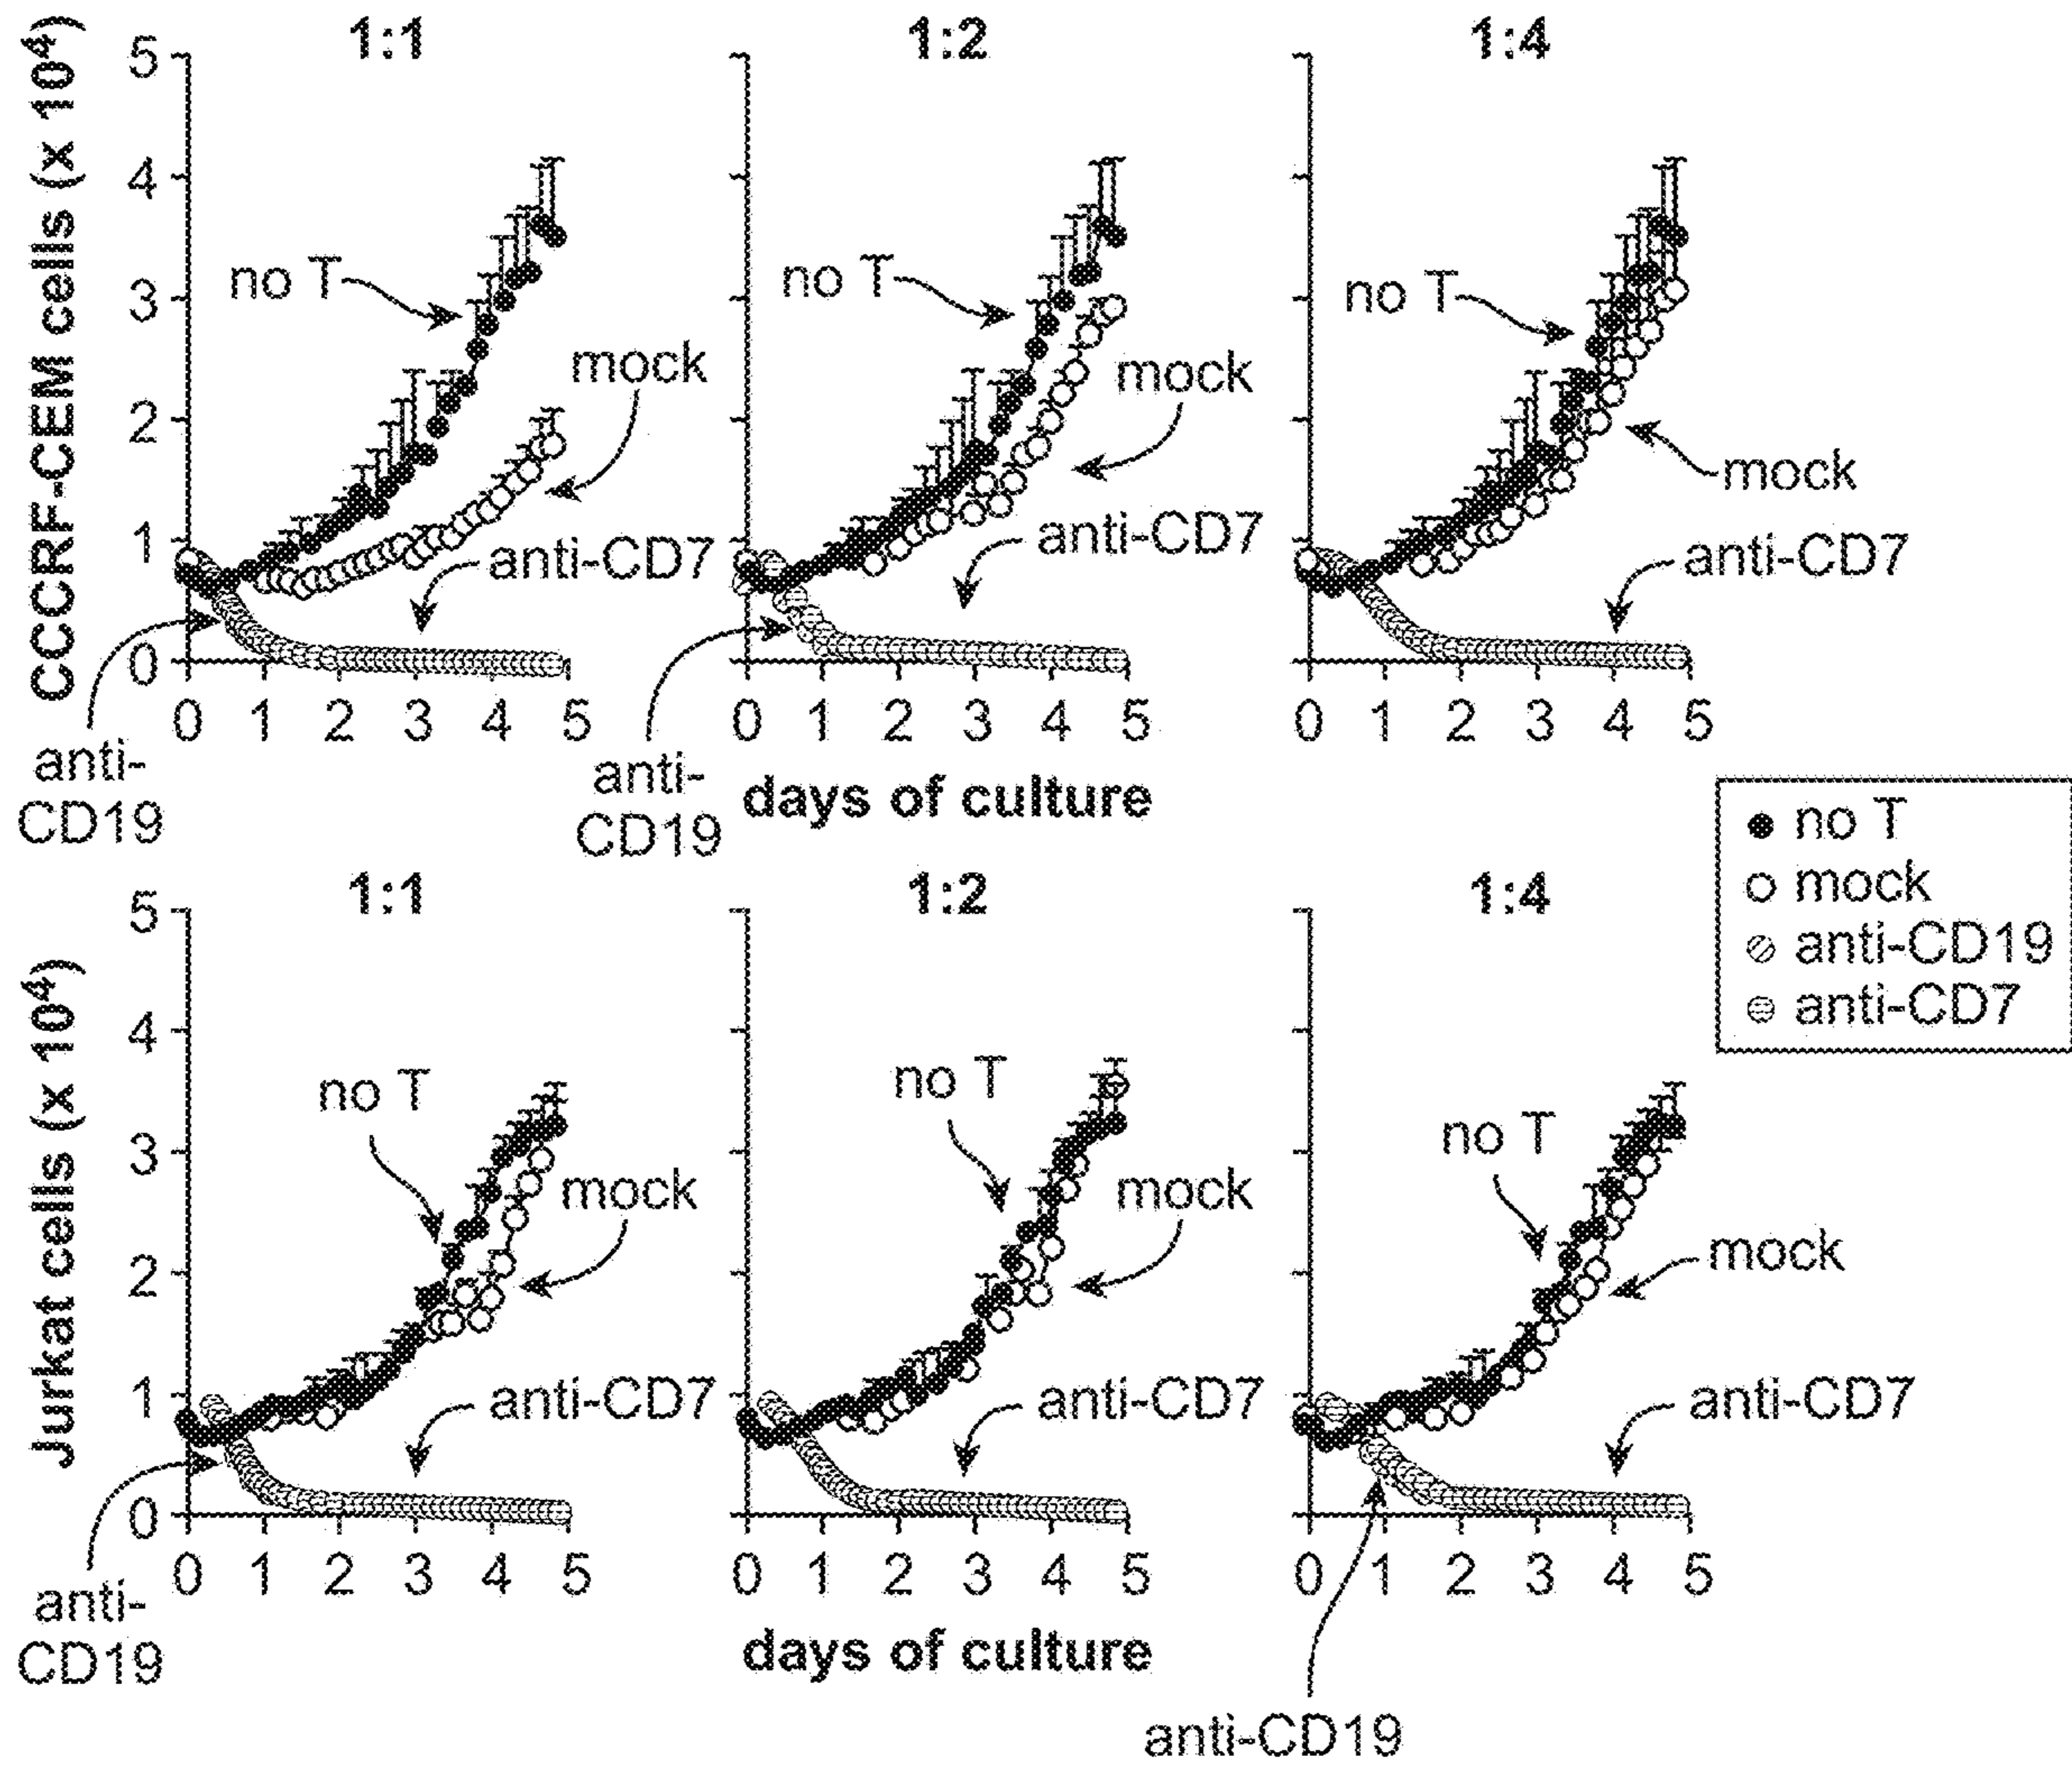 CCCRF-CEM cells (x 10⁴)
1:1
1:2
1:4
5
4
3
2
1
0
no T
mock
anti-CD7
no T
mock
anti-CD7
no T
mock
anti-CD7
0 1 2 3 4 5
0 1 2 3 4 5
0 1 2 3 4 5
anti-
CD19
anti-
CD19
days of culture
no T
mock
anti-CD19
anti-CD7
Jurkat cells (x 10⁴)
1:1
1:2
1:4
5
4
3
2
1
0
no T
mock
anti-CD7
no T
mock
anti-CD7
no T
mock
anti-CD7
0 1 2 3 4 5
0 1 2 3 4 5
0 1 2 3 4 5
anti-
CD19
days of culture
anti-CD19